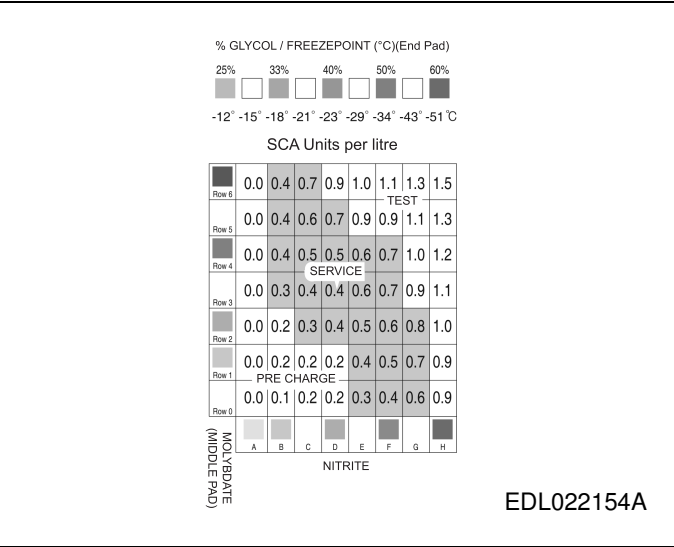 % GLYCOL / FREEZEPOINT (°C)(End Pad)
25% 33% 40% 50% 60%
-12° -15° -18° -21° -23° -29° -34° -43° -51°C
SCA Units per litre
Row 6 0.0 0.4 0.7 0.9 1.0 1.1 1.3 1.5
TEST
Row 5 0.0 0.4 0.6 0.7 0.9 0.9 1.1 1.3
Row 4 0.0 0.4 0.5 0.5 0.6 0.7 1.0 1.2
SERVICE
Row 3 0.0 0.3 0.4 0.4 0.6 0.7 0.9 1.1
Row 2 0.0 0.2 0.3 0.4 0.5 0.6 0.8 1.0
Row 1 0.0 0.2 0.2 0.2 0.4 0.5 0.7 0.9
PRE CHARGE
Row 0 0.0 0.1 0.2 0.2 0.3 0.4 0.6 0.9
A B C D E F G H
MOLYBDATE
(MIDDLE PAD)
NITRITE
EDL022154A